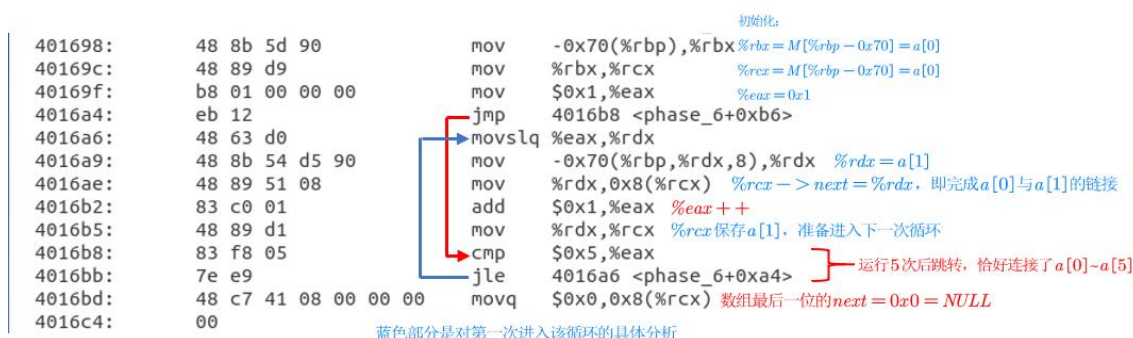 初始化:
401698: 48 8b 5d 90 mov -0x70(%rbp),%rbx %rbx=M[%rbp-0x70]=a[0]
40169c: 48 89 d9 mov %rbx,%rcx %rcx=M[%rbp-0x70]=a[0]
40169f: b8 01 00 00 00 mov $0x1,%eax %eax=0x1
4016a4: eb 12 jmp 4016b8 <phase_6+0xb6>
4016a6: 48 63 d0 movslq %eax,%rdx
4016a9: 48 8b 54 d5 90 mov -0x70(%rbp,%rdx,8),%rdx %rdx=a[1]
4016ae: 48 89 51 08 mov %rdx,0x8(%rcx) %rcx->next=%rdx，即完成a[0]与a[1]的链接
4016b2: 83 c0 01 add $0x1,%eax %eax++
4016b5: 48 89 d1 mov %rdx,%rcx %rcx保存a[1]，准备进入下一次循环
4016b8: 83 f8 05 cmp $0x5,%eax
运行5次后跳转，恰好连接了a[0]~a[5]
4016bb: 7e e9 jle 4016a6 <phase_6+0xa4>
4016bd: 48 c7 41 08 00 00 00 movq $0x0,0x8(%rcx) 数组最后一位的next=0x0=NULL
4016c4: 00
蓝色部分是对第一次进入该循环的具体分析